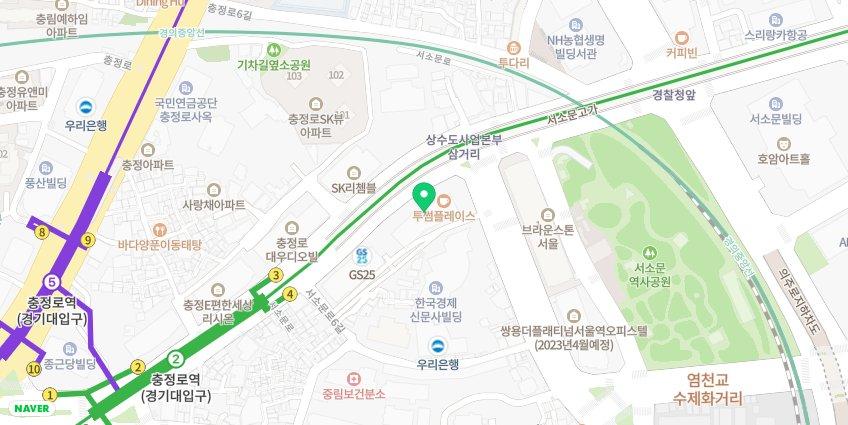 Dining Hu
충림예하임
아파트
충정로6길
경의중앙선
충정로
서소문로
기차길옆소공원
103
102
투다리
NH농협생명
빌딩서관
커피빈
스리랑카항공
충정유앤미
아파트
우리은행
국민연금공단
충정로사옥
충정로SK뷰
아파트
경찰청앞
서소문고가
서소문빌딩
호암아트홀
02
충정아파트
상수도사업본부
삼거리
풍산빌딩
사랑채아파트
SK리첸블
투썸플레이스
8
9
바다양푼이동태탕
충정로
대우디오빌
브라운스톤
서울
서소문
역사공원
경의중앙선
의주로지하차도
GS25
GS25
3
4
5
충정로역
(경기대입구)
충정E편한세상
리시온
서소문로
서소문로6길
한국경제
신문사빌딩
쌍용더플래티넘서울역오피스텔
(2023년4월예정)
종근당빌딩
10
2
2
1
충정로역
(경기대입구)
우리은행
중림보건분소
염천교
수제화거리
NAVER